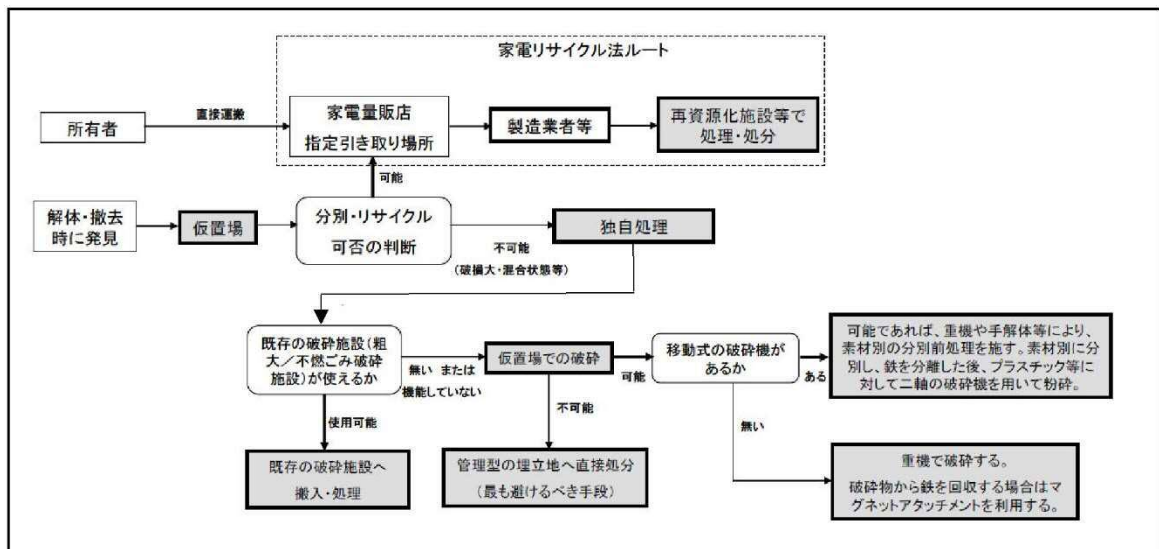 家電リサイクル法ルート
所有者
直接運搬
家電量販店
指定引き取り場所
製造業者等
再資源化施設等で
処理・処分
可能
解体・撤去
時に発見
仮置場
分別・リサイクル
可否の判断
不可能
(破損大・混合状態等)
独自処理
既存の破砕施設(粗
大/不燃ごみ破砕
施設)が使えるか
無い または
機能していない
仮置場での破砕
可能
移動式の破砕機が
あるか
ある
可能であれば、重機や手解体等により、
素材別の分別前処理を施す。素材別に分
別し、鉄を分離した後、プラスチック等に
対して二軸の破砕機を用いて粉砕。
使用可能
不可能
無い
既存の破砕施設へ
搬入・処理
管理型の埋立地へ直接処分
(最も避けるべき手段)
重機で破砕する。
破砕物から鉄を回収する場合はマ
グネットアタッチメントを利用する。